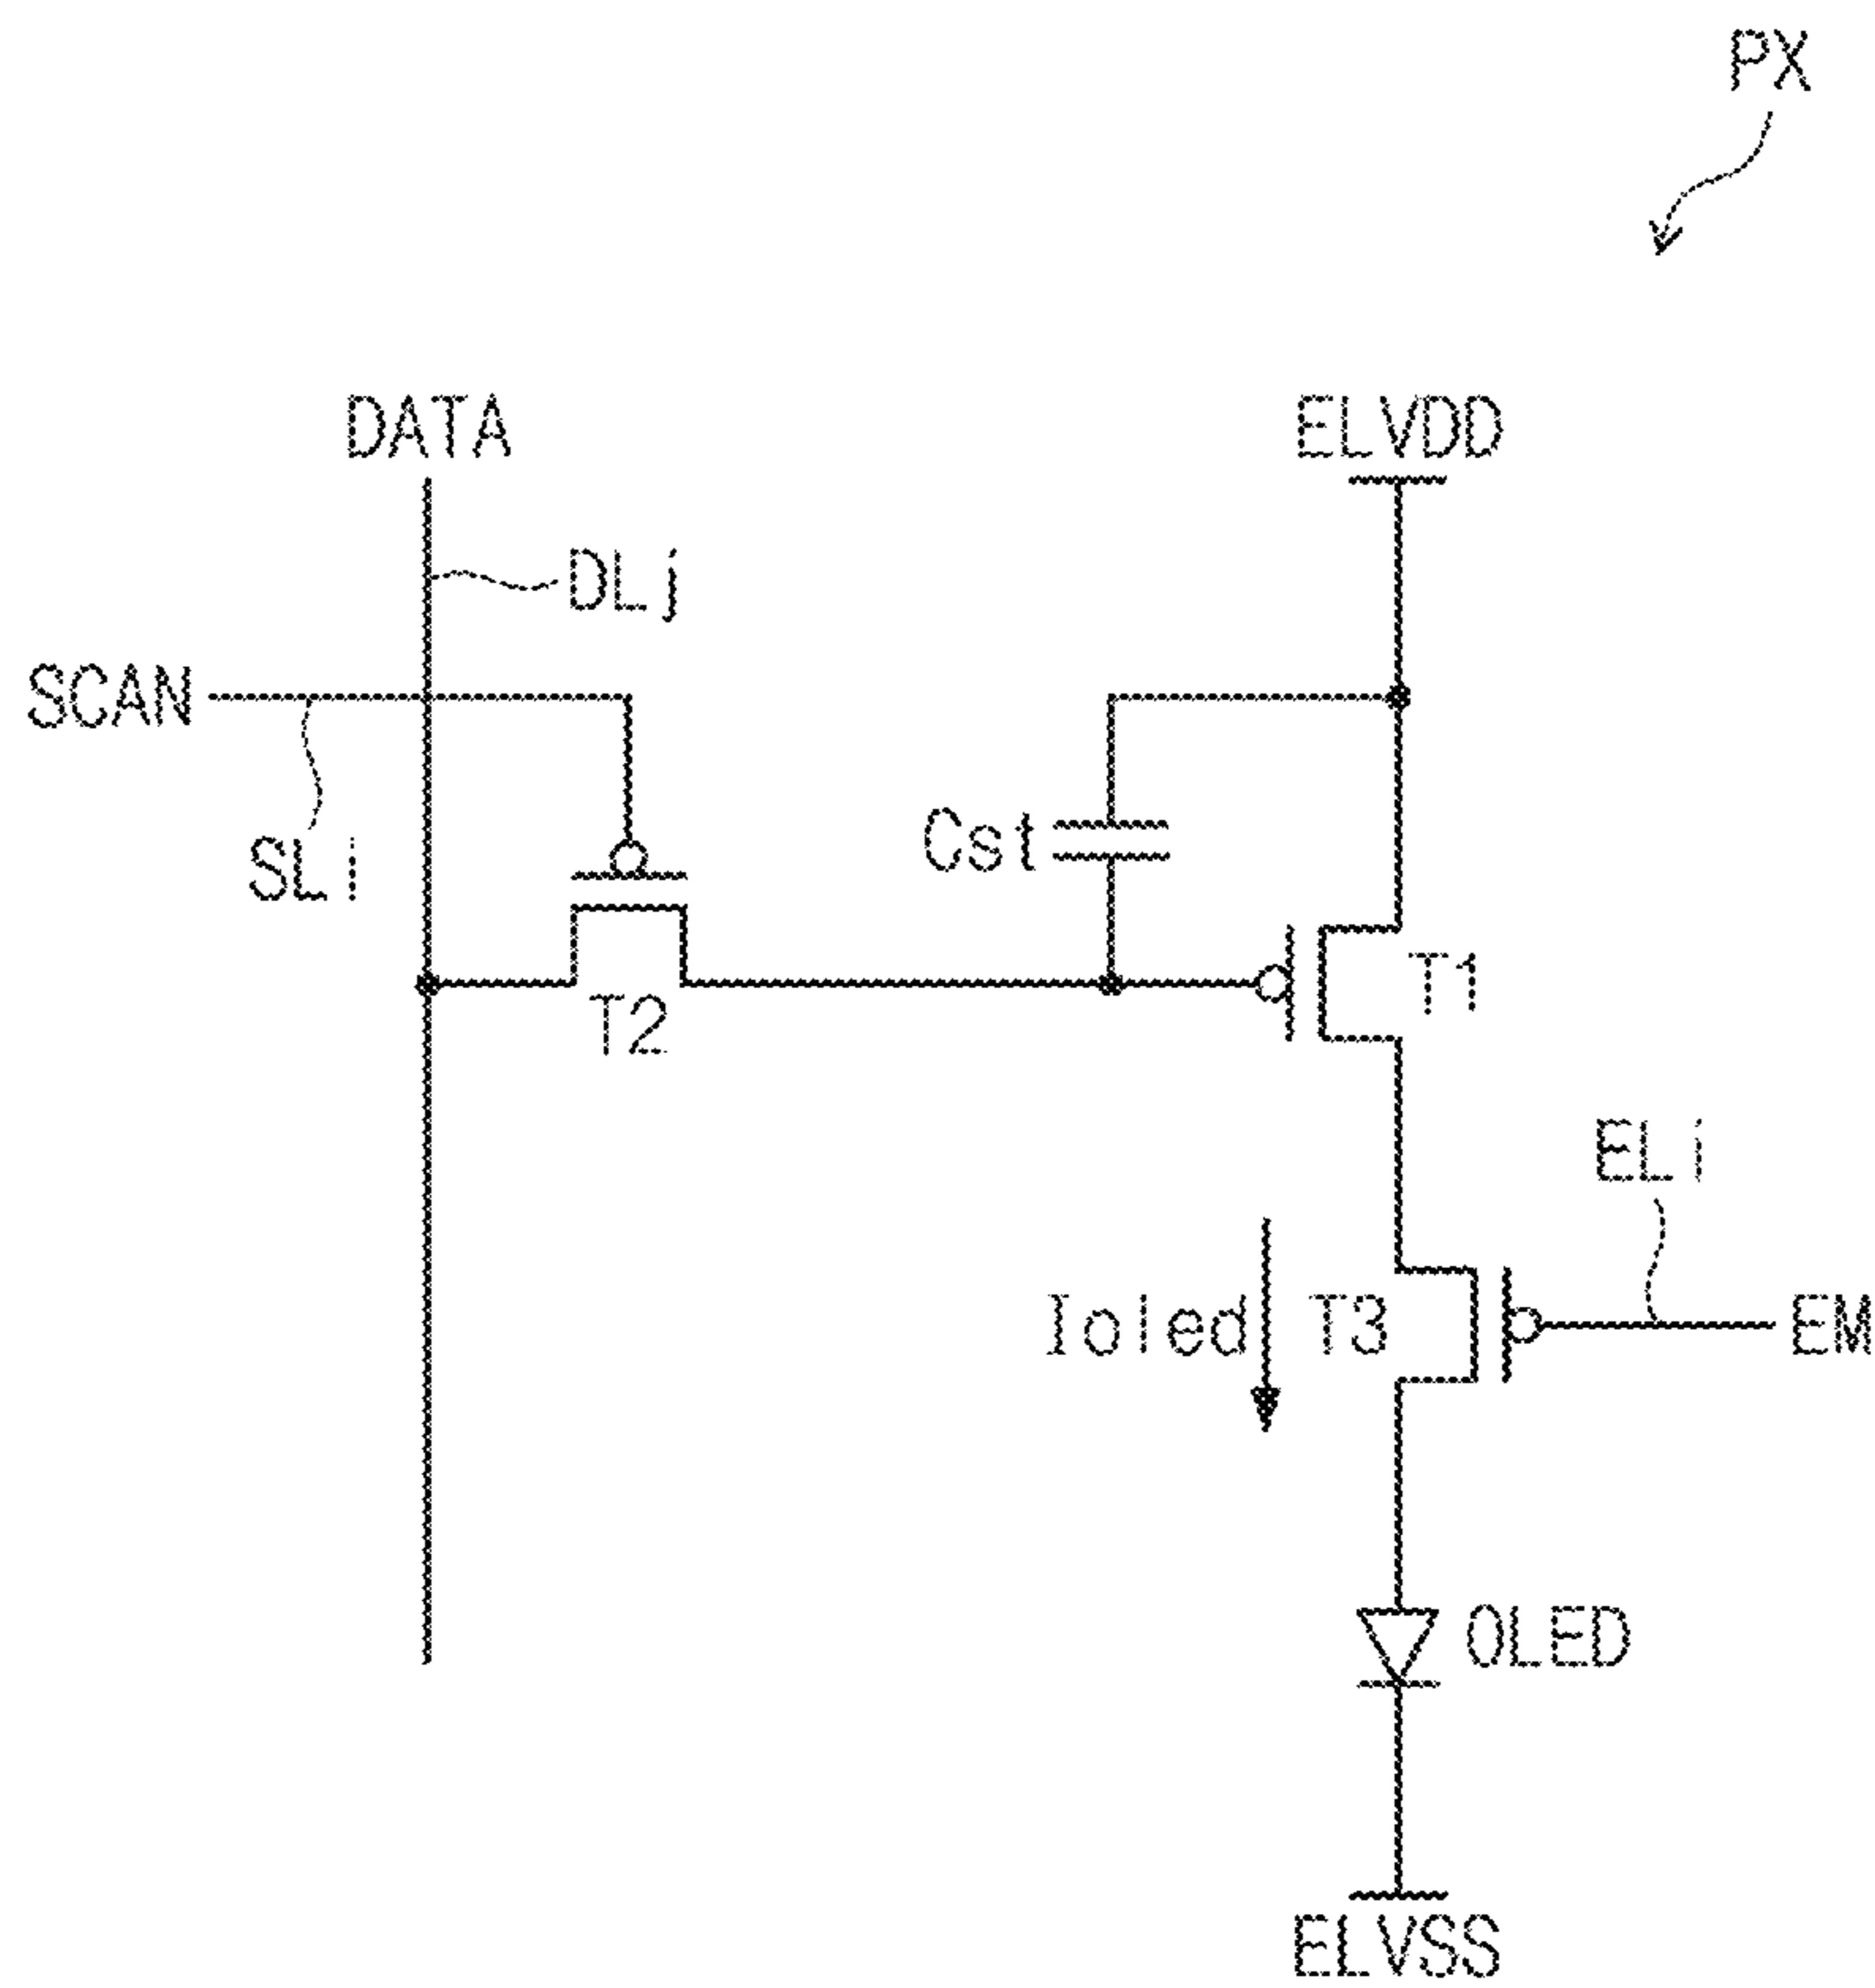 PX
DATA
ELVDD
DLj
SCAN
SLi
Cst
T1
T2
ELi
Ioled
T3
EM
OLED
ELVSS